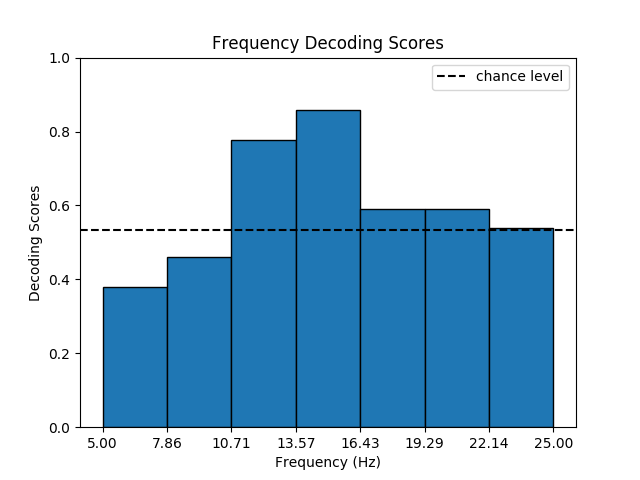 Frequency Decoding Scores
1.0
chance level
0.8
0.6
Decoding Scores
0.4
0.2
0.0
5.00 7.86 10.71 13.57 16.43 19.29 22.14 25.00
Frequency (Hz)